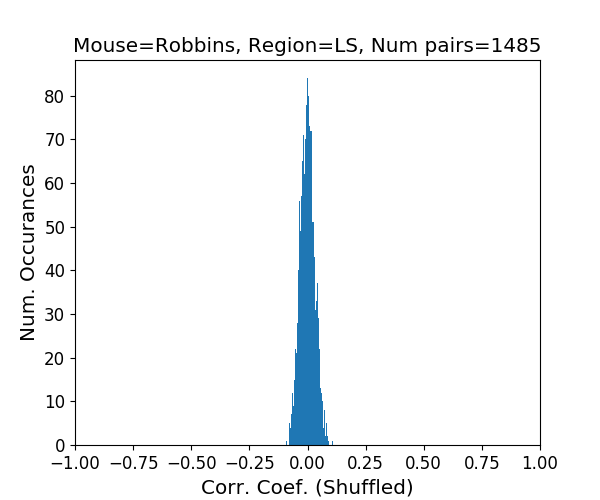 Mouse=Robbins, Region=LS, Num pairs=1485
Num. Occurances
80
70
60
50
40
30
20
10
0
−1.00 −0.75 −0.50 −0.25 0.00 0.25 0.50 0.75 1.00
Corr. Coef. (Shuffled)